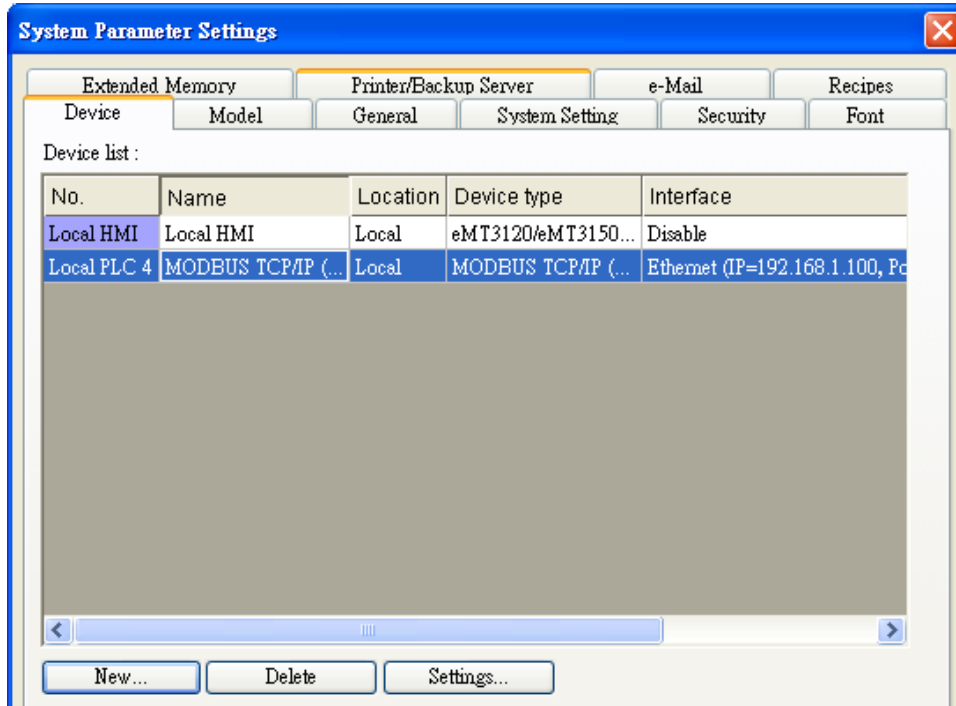 System Parameter Settings
Extended Memory Printer/Backup Server e-Mail Recipes
Device Model General System Setting Security Font
Device list :
No. Name Location Device type Interface
Local HMI Local HMI Local eMT3120/eMT3150... Disable
Local PLC 4 MODBUS TCP/IP (... Local MODBUS TCP/IP (... Ethernet (IP=192.168.1.100, Po
New... Delete Settings...